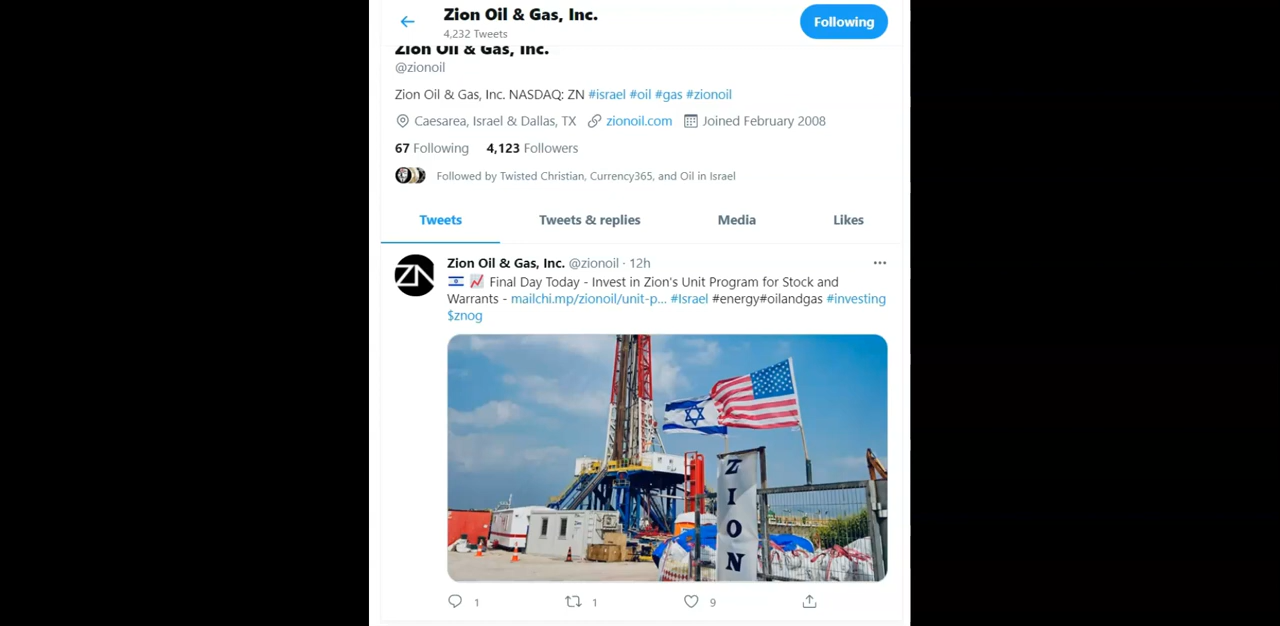 Zion Oil & Gas, Inc.
4,232 Tweets
Following
Zion Oil & Gas, Inc.
@zionoil
Zion Oil & Gas, Inc. NASDAQ: ZN #israel #oil #gas #zionoil
Caesarea, Israel & Dallas, TX zionoil.com Joined February 2008
67 Following 4,123 Followers
Followed by Twisted Christian, Currency365, and Oil in Israel
Tweets Tweets & replies Media Likes
ZN
Zion Oil & Gas, Inc. @zionoil · 12h
Final Day Today - Invest in Zion's Unit Program for Stock and
Warrants - mailchi.mp/zionoil/unit-p... #Israel #energy#oilandgas #investing
$znog
ZION
1 1 9